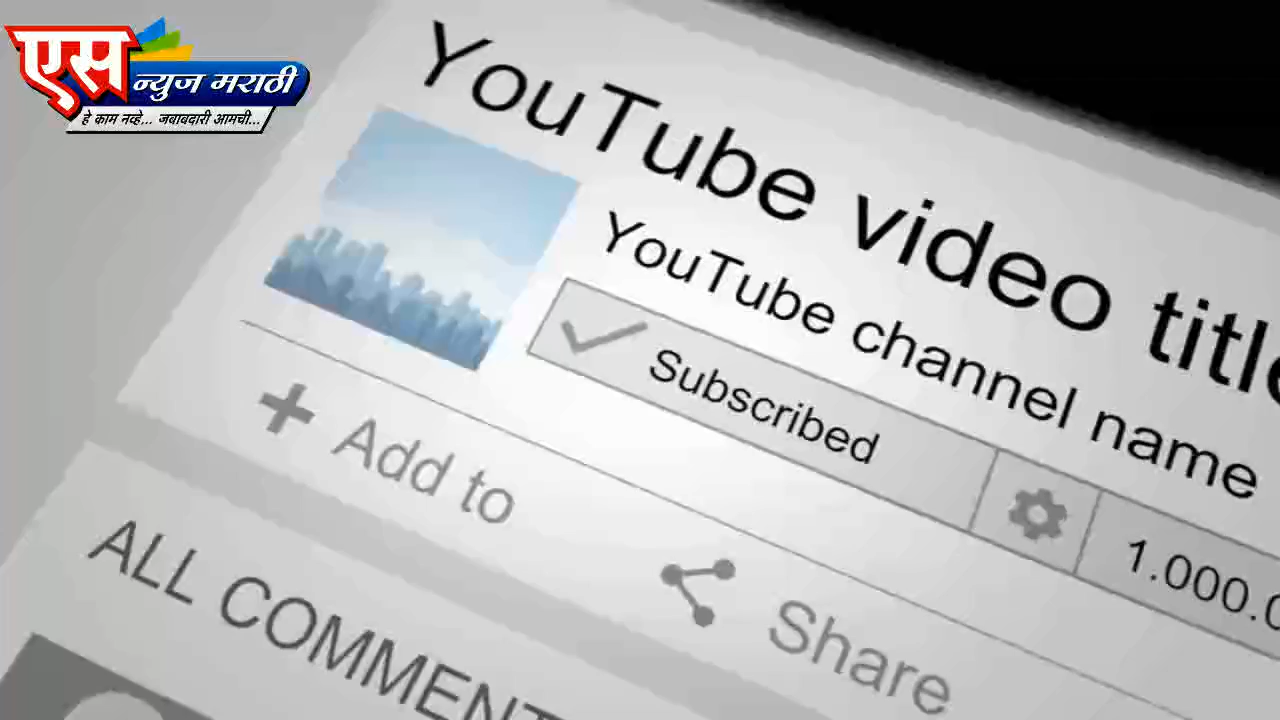 एस
न्युज मराठी
हे काम नव्हे... जबाबदारी आमची...
YouTube video title
YouTube channel name
Subscribed
1.000.0
+ Add to
Share
ALL COMMENT